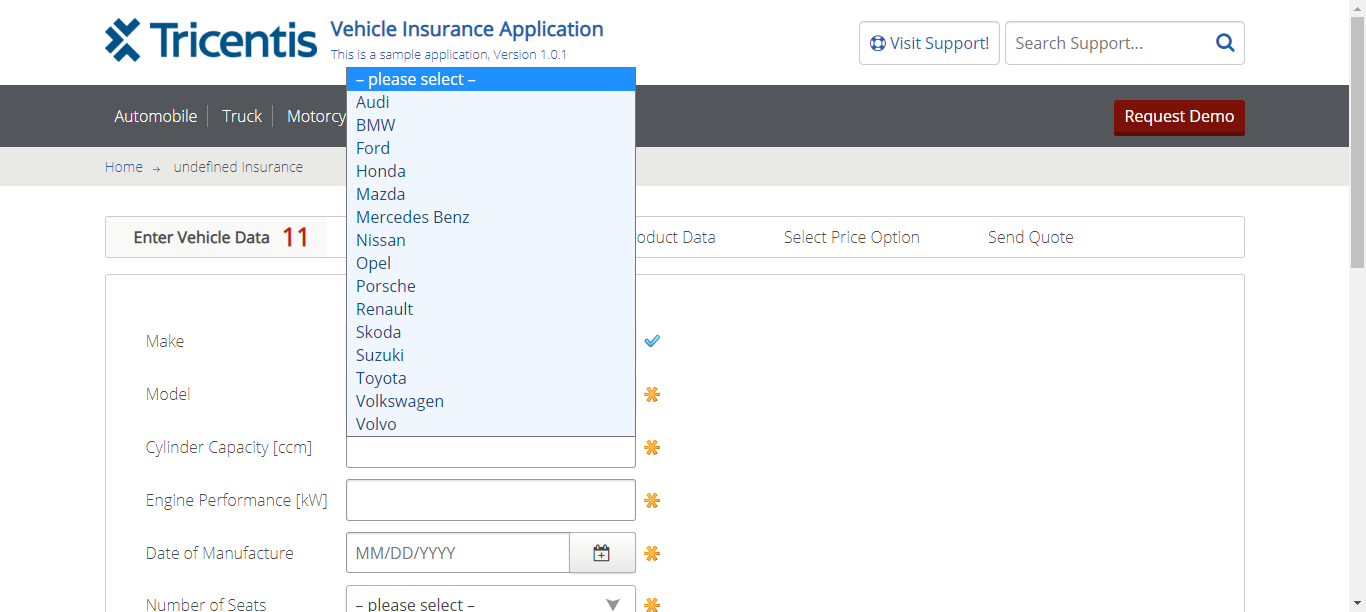 Tricentis
Vehicle Insurance Application
This is a sample application, Version 1.0.1
Visit Support!
Search Support...
Automobile
Truck
Motorcy
Request Demo
Home → undefined Insurance
– please select –
Audi
BMW
Ford
Honda
Mazda
Mercedes Benz
Nissan
Opel
Porsche
Renault
Skoda
Suzuki
Toyota
Volkswagen
Volvo
Enter Vehicle Data 11
oduct Data
Select Price Option
Send Quote
Make
Model
Cylinder Capacity [ccm]
Engine Performance [kW]
Date of Manufacture
MM/DD/YYYY
Number of Seats
– please select –